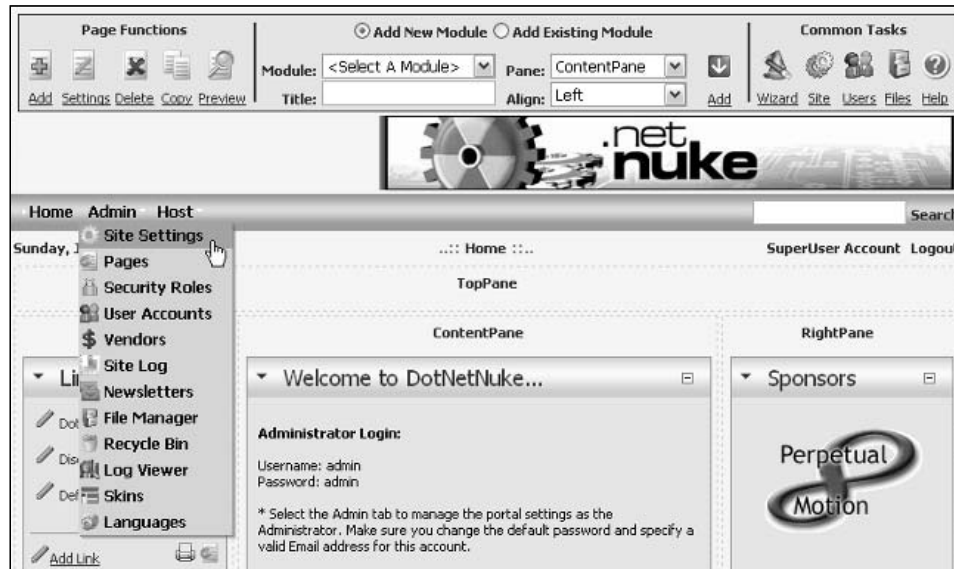 Page Functions
Add New Module Add Existing Module
Common Tasks
Module: <Select A Module> Pane: ContentPane
Title: Align: Left
Add Settings Delete Copy Preview
Add
Wizard Site Users Files Help
.net
nuke
Home Admin Host
Search
Sunday,
..:: Home ::..
SuperUser Account Logout
Site Settings
Pages
Security Roles
User Accounts
Vendors
Site Log
Newsletters
File Manager
Recycle Bin
Log Viewer
Skins
Languages
TopPane
ContentPane
RightPane
Welcome to DotNetNuke...
Sponsors
Administrator Login:
Username: admin
Password: admin
* Select the Admin tab to manage the portal settings as the
Administrator. Make sure you change the default password and specify a
valid Email address for this account.
Perpetual
Motion
Add Link